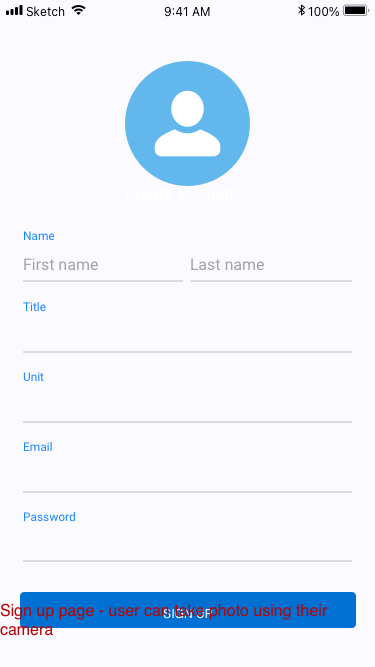 Sketch 9:41 AM 100%
Create account
Name
First name Last name
Title
Unit
Email
Password
SIGN UP
Sign up page - user can take photo using their
camera